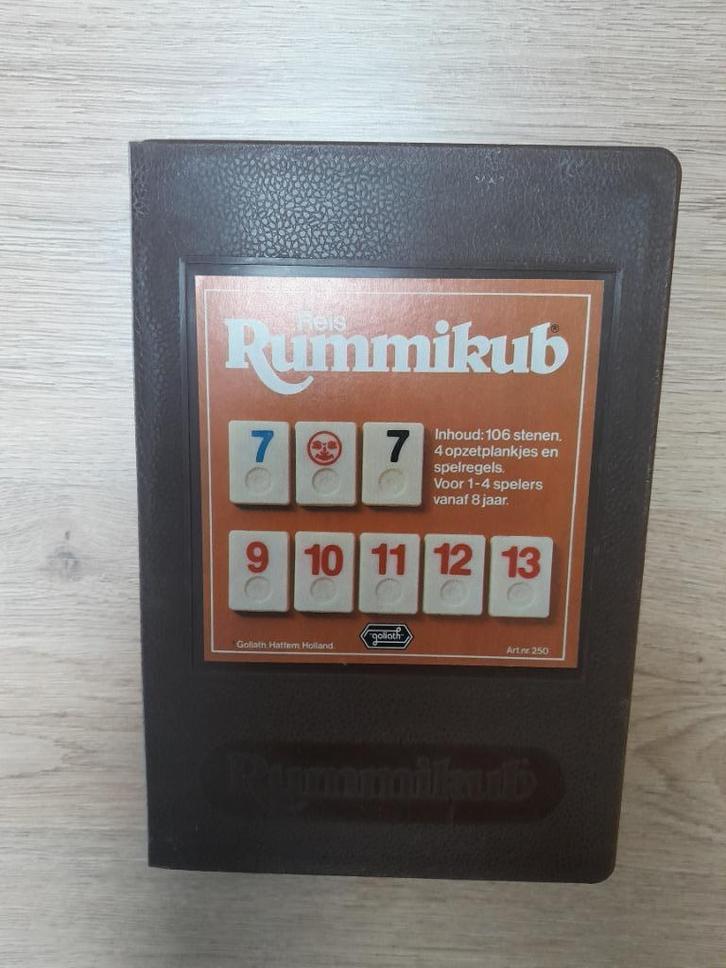 Reis
Rummikub®
7 7
Inhoud: 106 stenen.
4 opzetplankjes en
spelregels.
Voor 1-4 spelers
vanaf 8 jaar.
9 10 11 12 13
goliath
Goliath Hattem Holland
Art.nr. 250
Rummikub